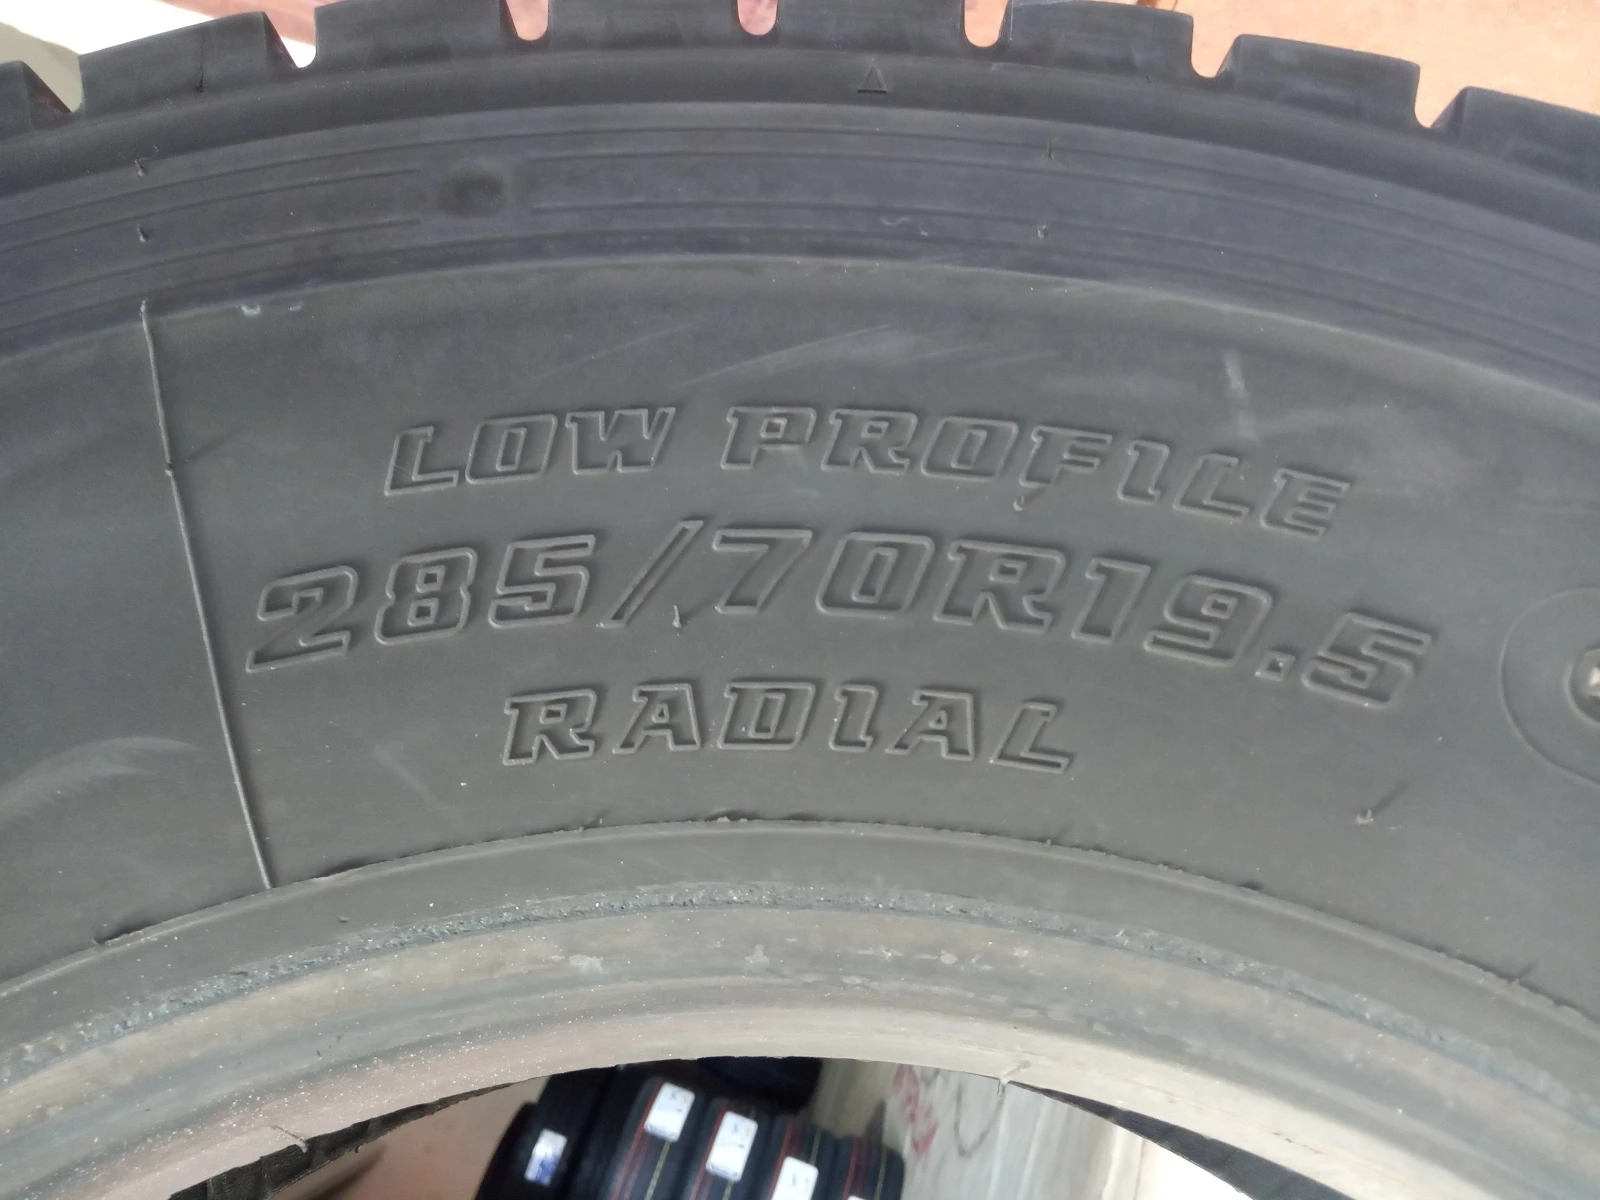 LOW PROFILE
285/70R19.5
RADIAL